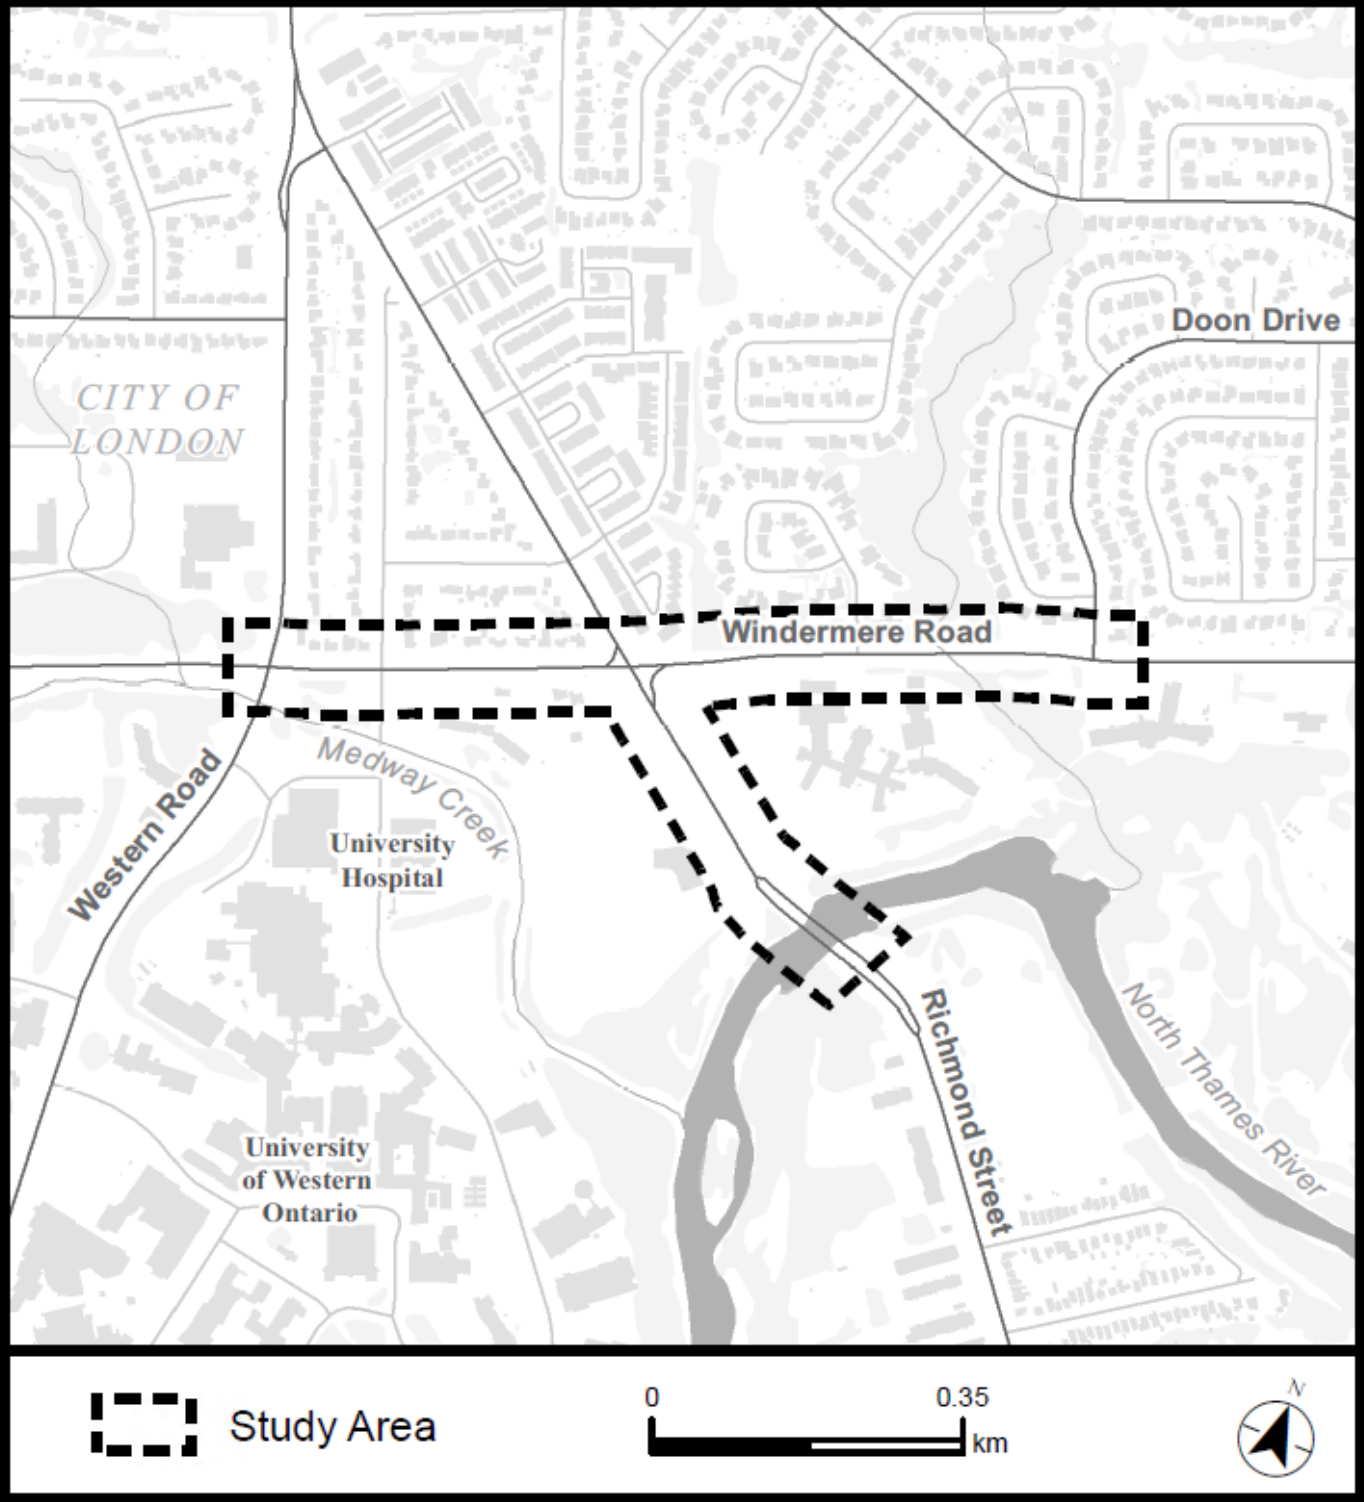 Doon Drive
CITY OF
LONDON
Windermere Road
Medway Creek
Western Road
University
Hospital
North Thames River
Richmond Street
University
of Western
Ontario
Study Area
0 0.35
km
N